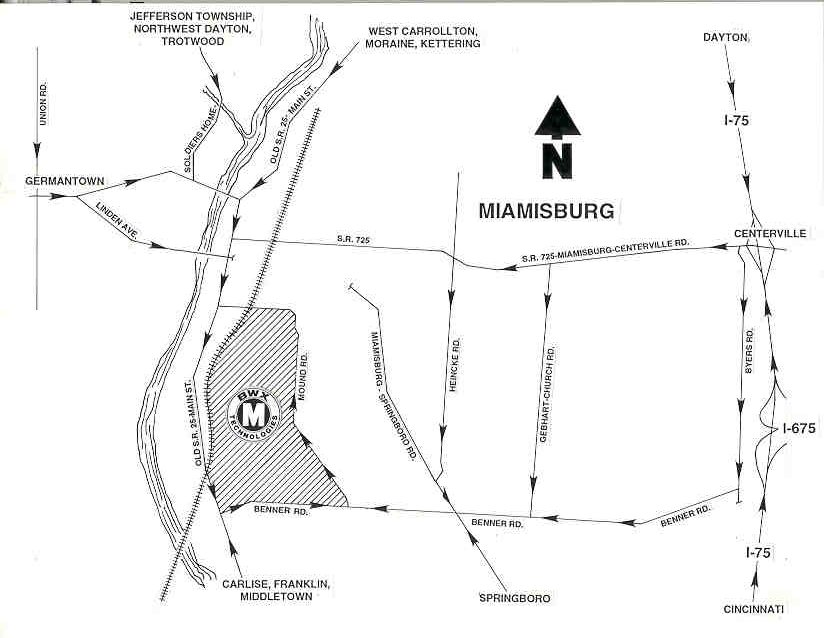 JEFFERSON TOWNSHIP,
NORTHWEST DAYTON,
TROTWOOD
WEST CARROLLTON,
MORAINE, KETTERING
DAYTON,
UNION RD.
SOLDIERS HOME
OLD S.R. 25- MAIN ST.
I-75
N
GERMANTOWN
MIAMISBURG
LINDEN AVE.
S.R. 725
S.R. 725-MIAMISBURG-CENTERVILLE RD.
CENTERVILLE
MIAMISBURG - SPRINGBORO RD.
HEINCKE RD.
GEBHART-CHURCH RD.
BYERS RD.
MOUND RD.
OLD S.R. 25-MAIN ST.
BWX
M
TECHNOLOGIES
I-675
BENNER RD.
BENNER RD.
BENNER RD.
I-75
CARLISE, FRANKLIN,
MIDDLETOWN
SPRINGBORO
CINCINNATI